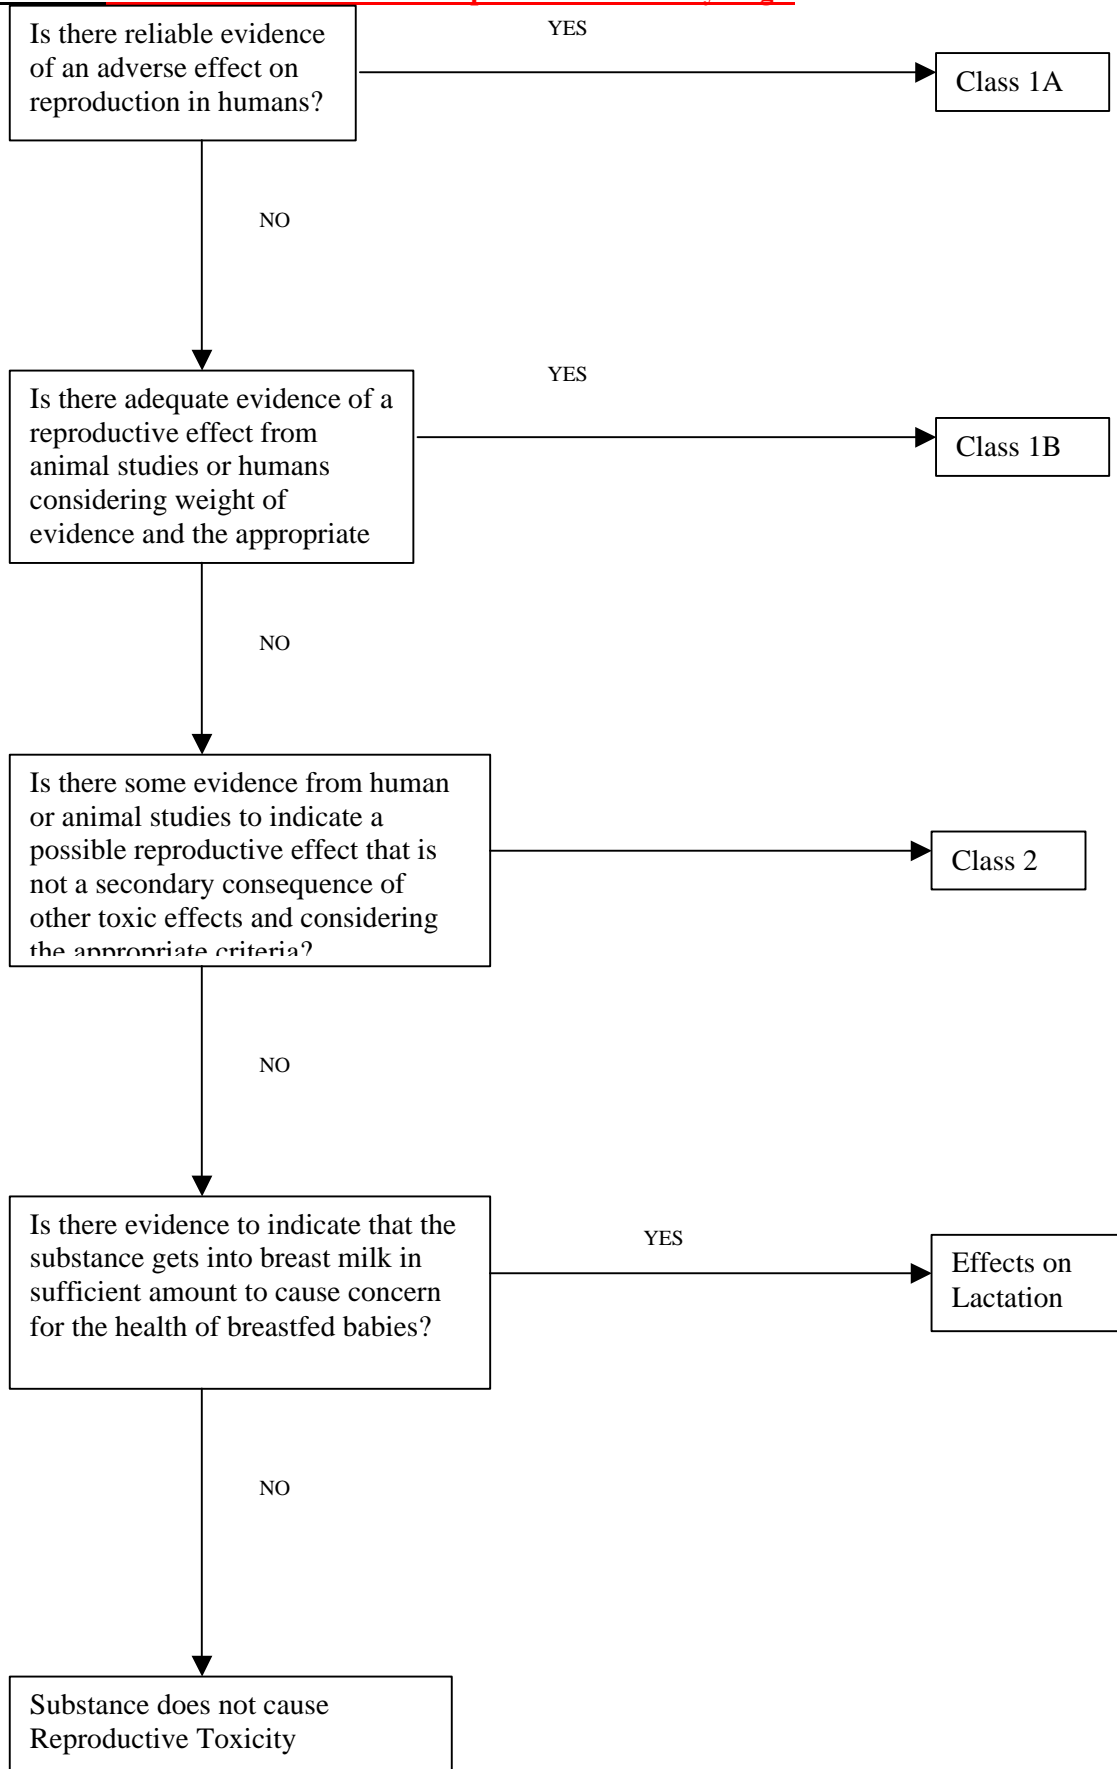 Is there reliable evidence
of an adverse effect on
reproduction in humans?
YES
Class 1A
NO
Is there adequate evidence of a
reproductive effect from
animal studies or humans
considering weight of
evidence and the appropriate
YES
Class 1B
NO
Is there some evidence from human
or animal studies to indicate a
possible reproductive effect that is
not a secondary consequence of
other toxic effects and considering
the appropriate criteria?
Class 2
NO
Is there evidence to indicate that the
substance gets into breast milk in
sufficient amount to cause concern
for the health of breastfed babies?
YES
Effects on
Lactation
NO
Substance does not cause
Reproductive Toxicity